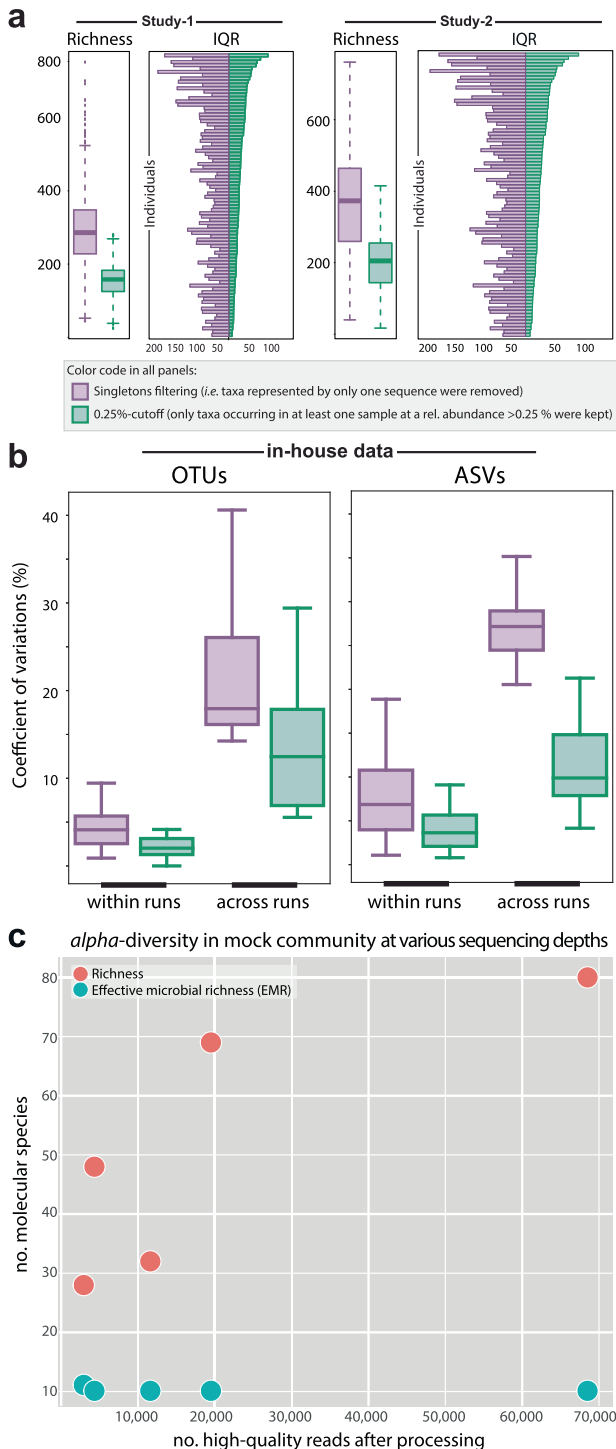 a
Study-1
Study-2
Richness
IQR
Richness
IQR
800
600
400
200
Individuals
200 150 100 50 50 100
600
400
200
Individuals
200 150 100 50 50 100
Color code in all panels:
Singletons filtering (i.e. taxa represented by only one sequence were removed)
0.25%-cutoff (only taxa occurring in at least one sample at a rel. abundance >0.25 % were kept)
b
in-house data
OTUs
ASVs
Coefficient of variations (%)
40
30
20
10
within runs
across runs
within runs
across runs
c
alpha-diversity in mock community at various sequencing depths
Richness
Effective microbial richness (EMR)
no. molecular species
80
70
60
50
40
30
20
10
10,000 20,000 30,000 40,000 50,000 60,000 70,000
no. high-quality reads after processing